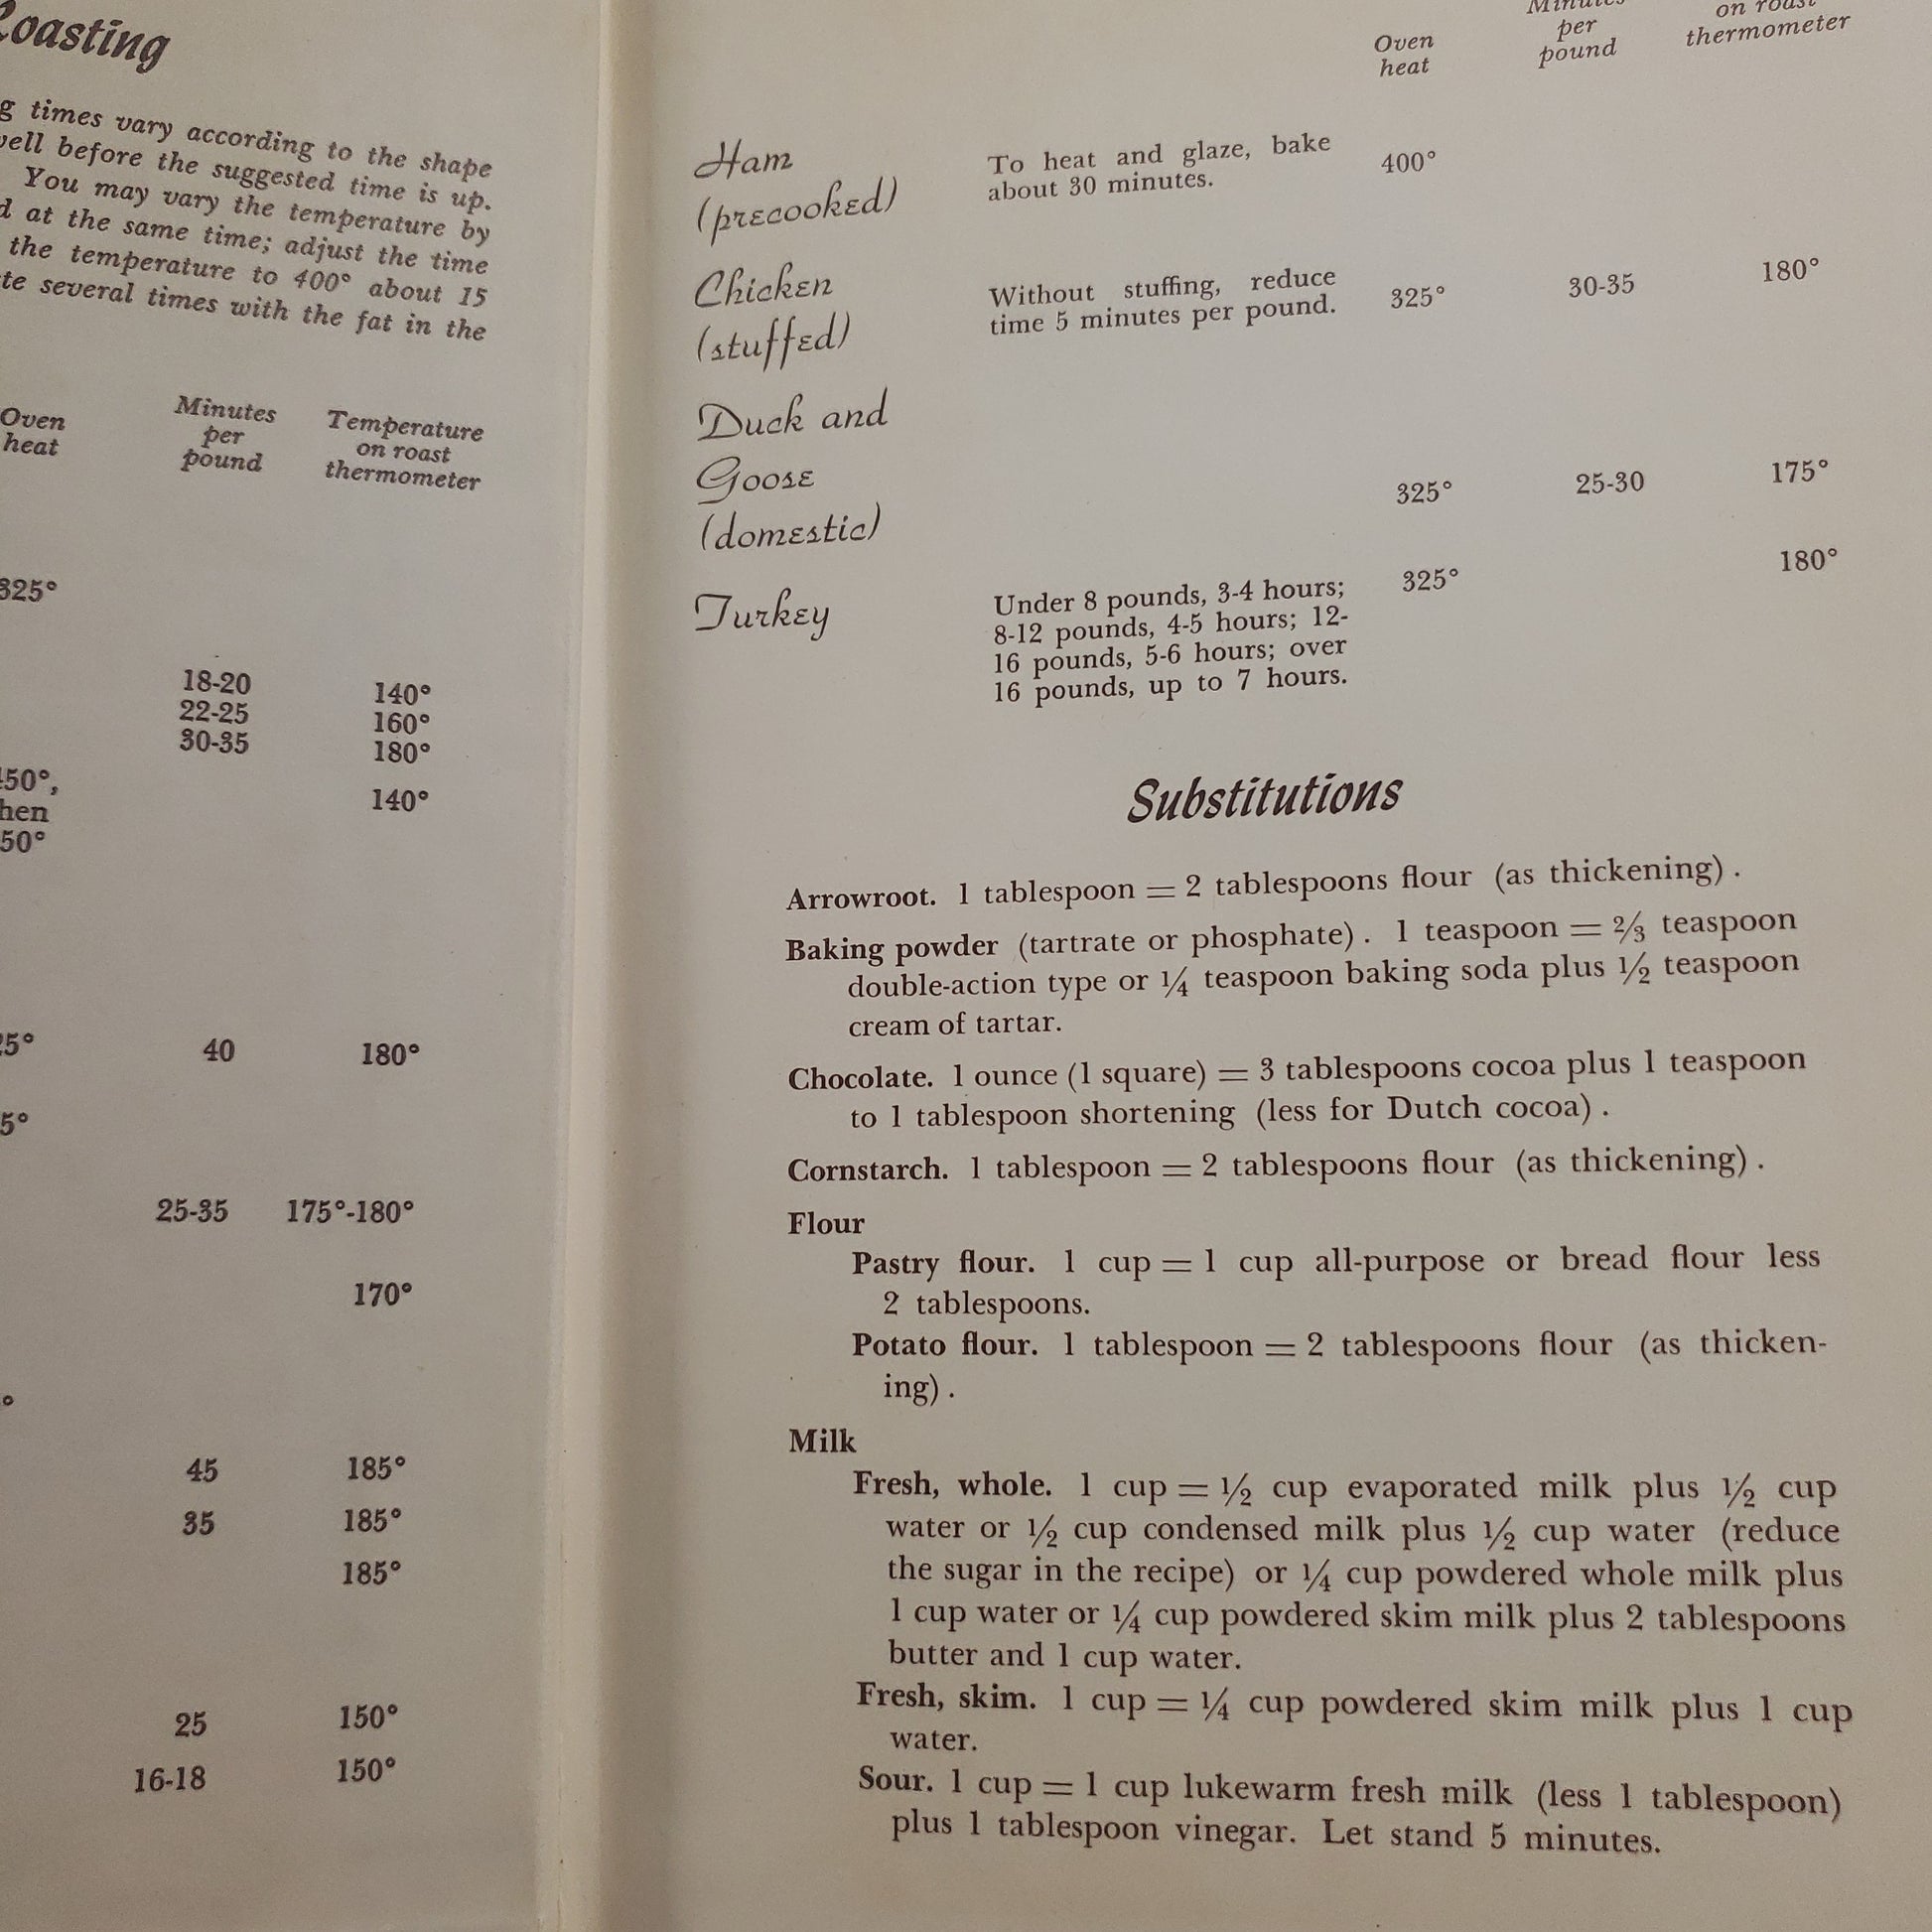 Roasting
times vary according to the shape
well before the suggested time is up.
You may vary the temperature by
at the same time; adjust the time
the temperature to 400° about 15
several times with the fat in the
Oven heat
Minutes per pound
Temperature on roast thermometer
325°
18-20 140°
22-25 160°
30-35 180°
50°, 140°
50°
5° 40 180°
5°
25-35 175°-180°
170°
°
45 185°
35 185°
185°
25 150°
16-18 150°
Oven heat
Minutes per pound
on roast thermometer
Ham To heat and glaze, bake 400°
(precooked) about 30 minutes.
Chicken Without stuffing, reduce 325° 30-35 180°
(stuffed) time 5 minutes per pound.
Duck and
Goose 325° 25-30 175°
(domestic)
Turkey Under 8 pounds, 3-4 hours; 325° 180°
8-12 pounds, 4-5 hours; 12-
16 pounds, 5-6 hours; over
16 pounds, up to 7 hours.
Substitutions
Arrowroot. 1 tablespoon = 2 tablespoons flour (as thickening).
Baking powder (tartrate or phosphate). 1 teaspoon = 2/3 teaspoon
double-action type or 1/4 teaspoon baking soda plus 1/2 teaspoon
cream of tartar.
Chocolate. 1 ounce (1 square) = 3 tablespoons cocoa plus 1 teaspoon
to 1 tablespoon shortening (less for Dutch cocoa).
Cornstarch. 1 tablespoon = 2 tablespoons flour (as thickening).
Flour
Pastry flour. 1 cup = 1 cup all-purpose or bread flour less
2 tablespoons.
Potato flour. 1 tablespoon = 2 tablespoons flour (as thicken-
ing).
Milk
Fresh, whole. 1 cup = 1/2 cup evaporated milk plus 1/2 cup
water or 1/2 cup condensed milk plus 1/2 cup water (reduce
the sugar in the recipe) or 1/4 cup powdered whole milk plus
1 cup water or 1/4 cup powdered skim milk plus 2 tablespoons
butter and 1 cup water.
Fresh, skim. 1 cup = 1/4 cup powdered skim milk plus 1 cup
water.
Sour. 1 cup = 1 cup lukewarm fresh milk (less 1 tablespoon)
plus 1 tablespoon vinegar. Let stand 5 minutes.